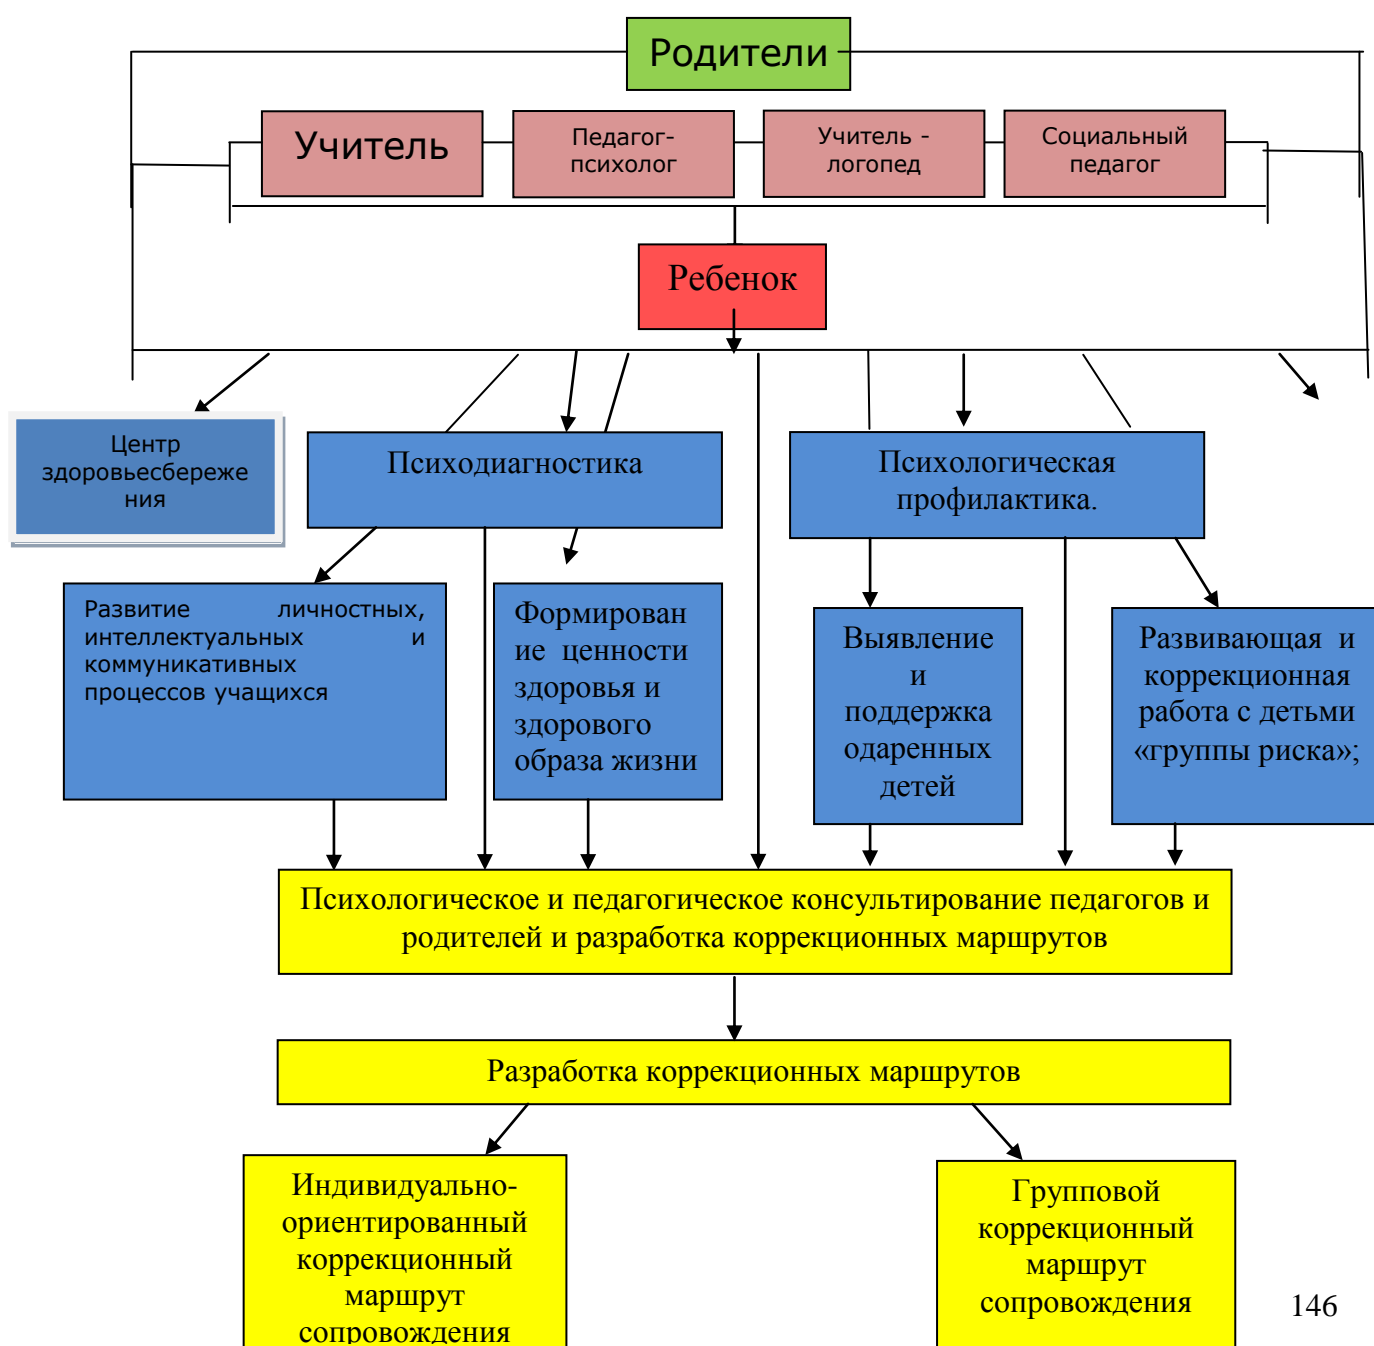 Родители
Учитель
Педагог-
психолог
Учитель -
логопед
Социальный
педагог
Ребенок
Центр
здоровьесбереже
ния
Психодиагностика
Психологическая
профилактика.
Развитие личностных,
интеллектуальных и
коммуникативных
процессов учащихся
Формирован
ие ценности
здоровья и
здорового
образа жизни
Выявление
и
поддержка
одаренных
детей
Развивающая и
коррекционная
работа с детьми
«группы риска»;
Психологическое и педагогическое консультирование педагогов и
родителей и разработка коррекционных маршрутов
Разработка коррекционных маршрутов
Индивидуально-
ориентированный
коррекционный
маршрут
сопровождения
Групповой
коррекционный
маршрут
сопровождения
146